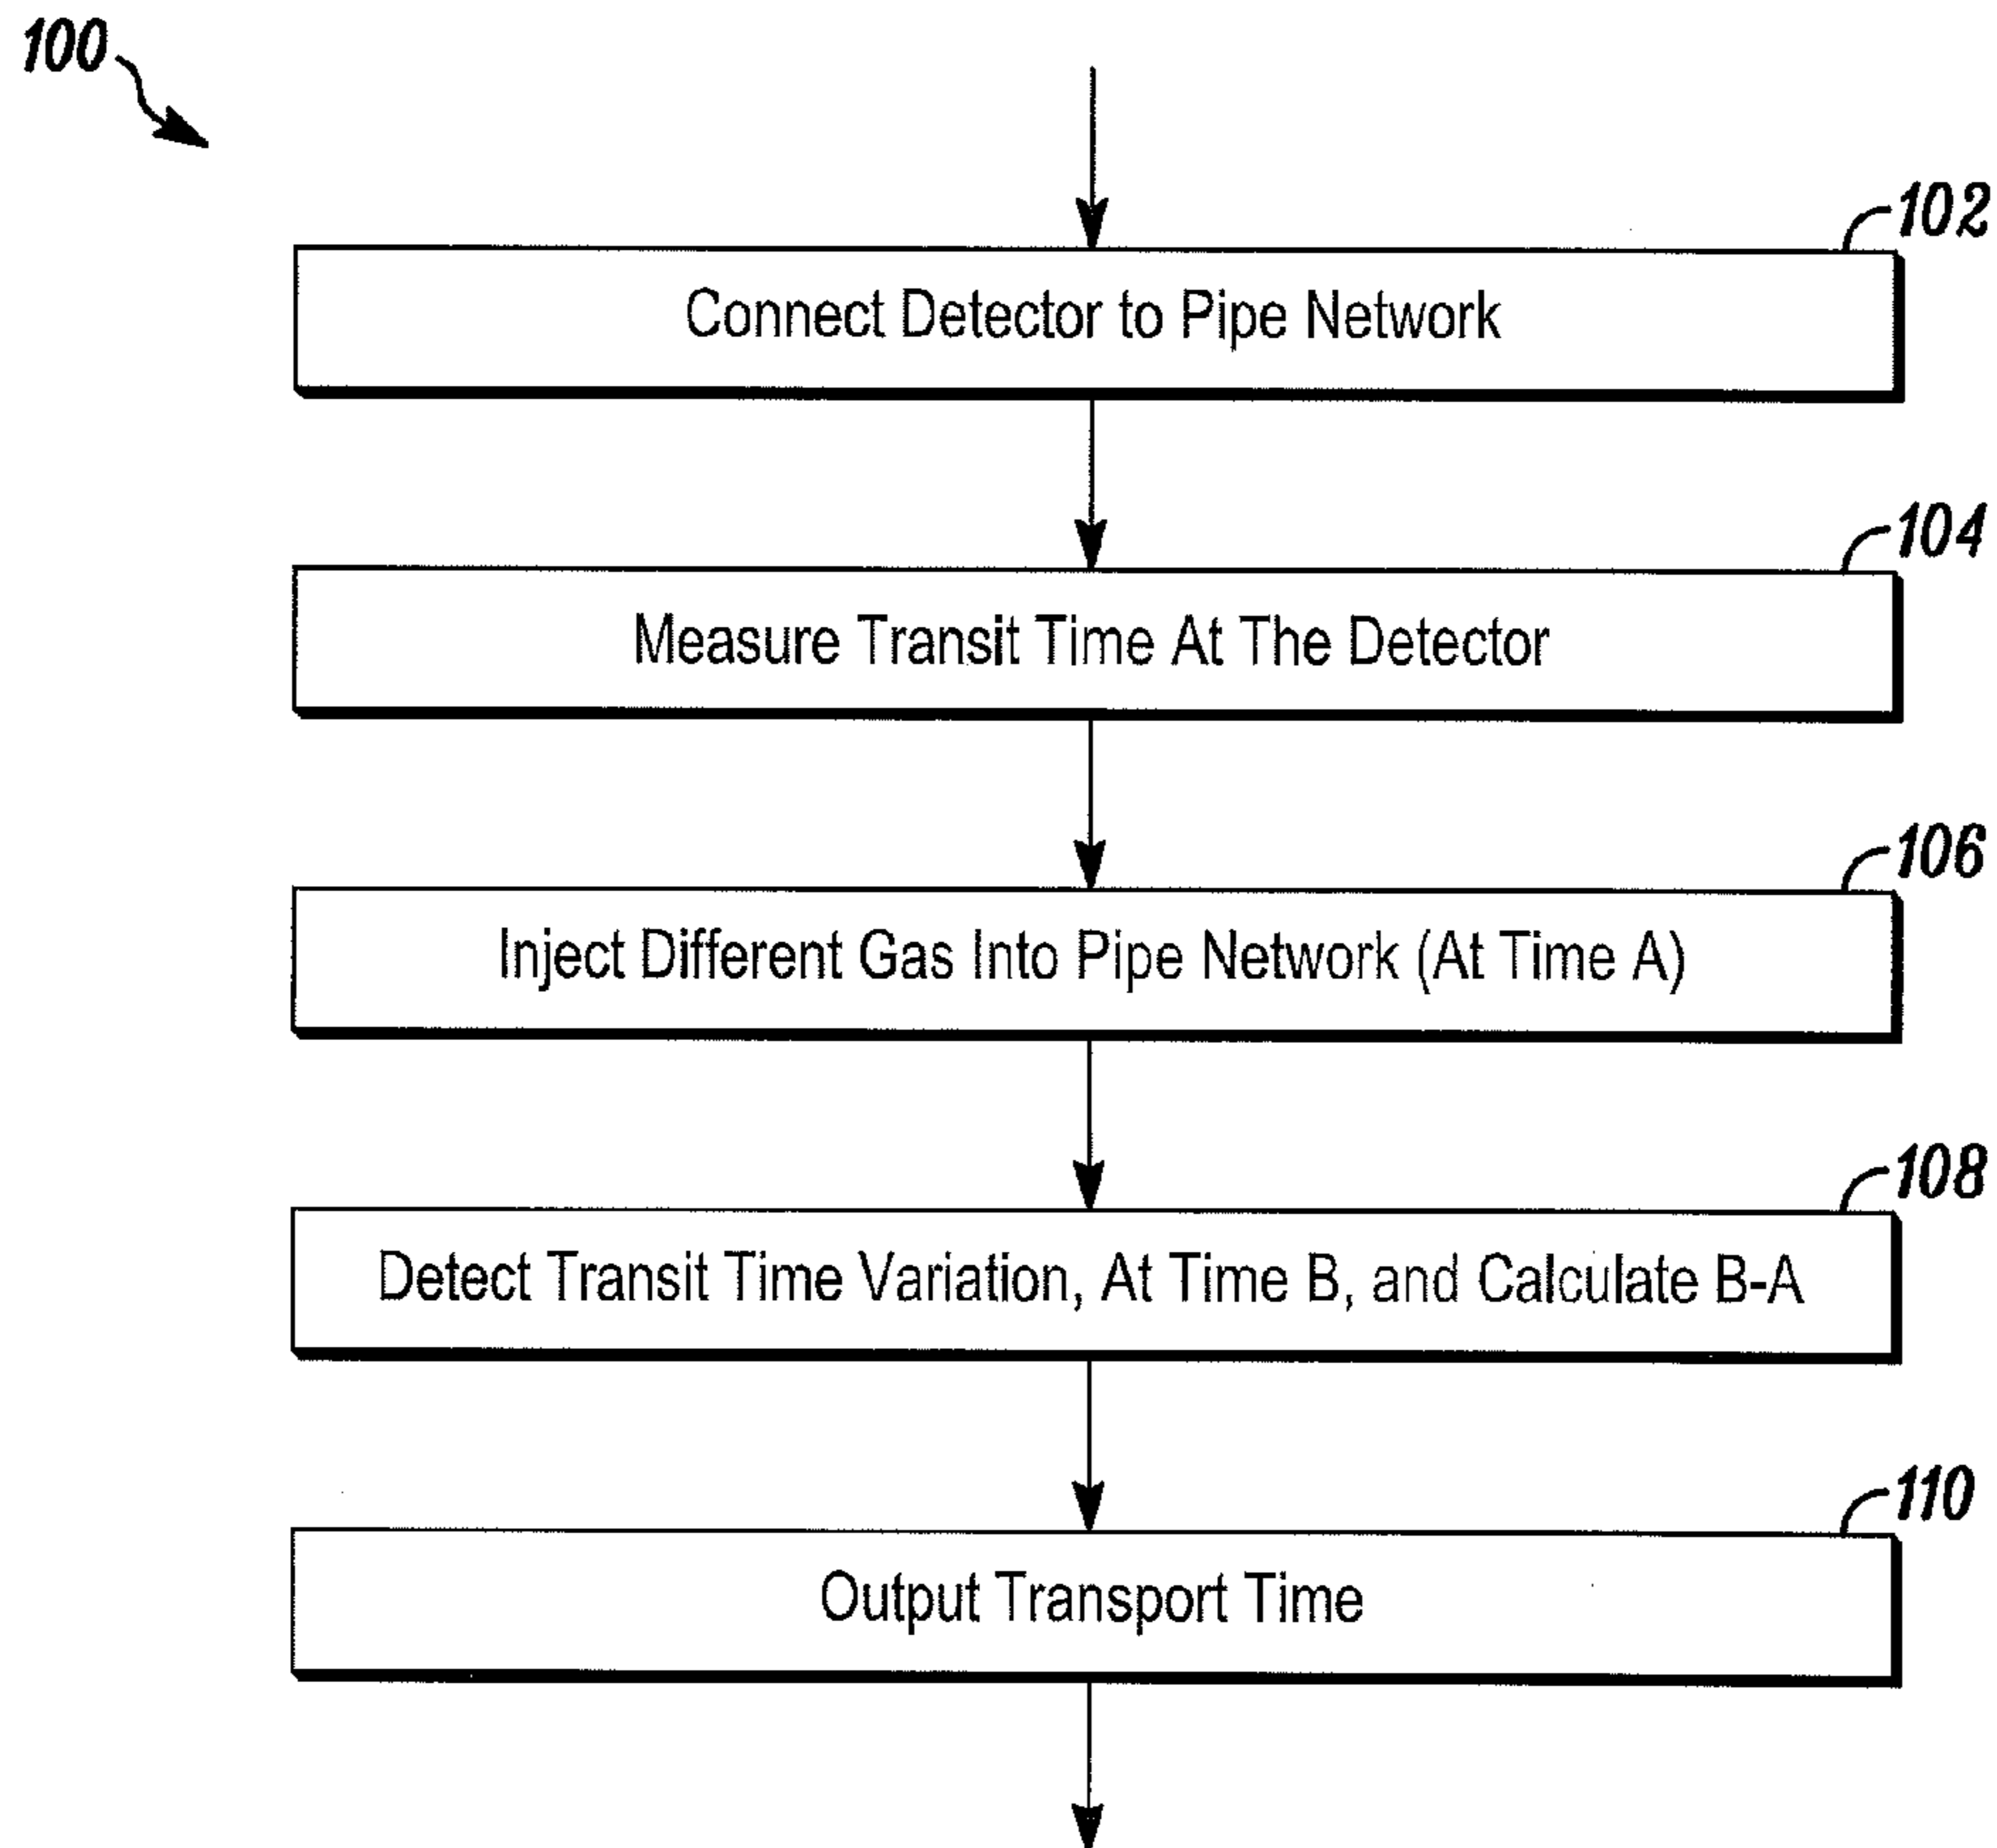 100
102
Connect Detector to Pipe Network
104
Measure Transit Time At The Detector
106
Inject Different Gas Into Pipe Network (At Time A)
108
Detect Transit Time Variation, At Time B, and Calculate B-A
110
Output Transport Time